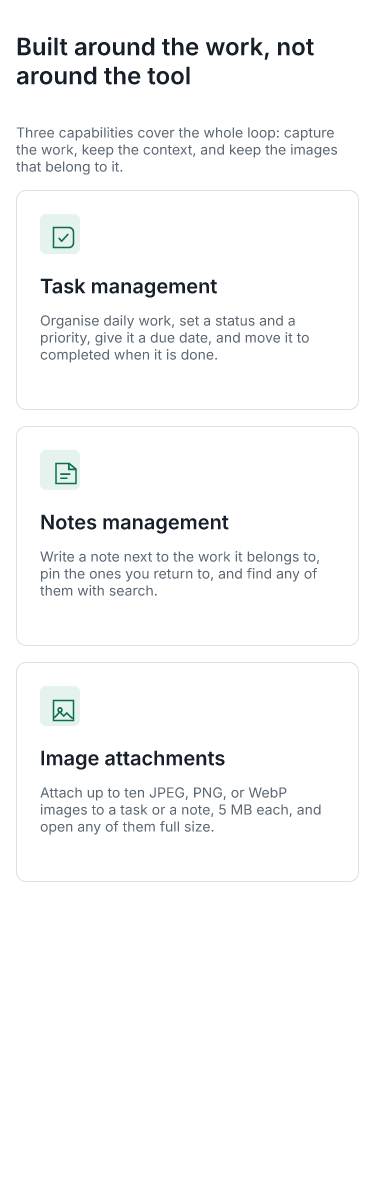 Built around the work, not
around the tool
Three capabilities cover the whole loop: capture
the work, keep the context, and keep the images
that belong to it.
Task management
Organise daily work, set a status and a
priority, give it a due date, and move it to
completed when it is done.
Notes management
Write a note next to the work it belongs to,
pin the ones you return to, and find any of
them with search.
Image attachments
Attach up to ten JPEG, PNG, or WebP
images to a task or a note, 5 MB each, and
open any of them full size.